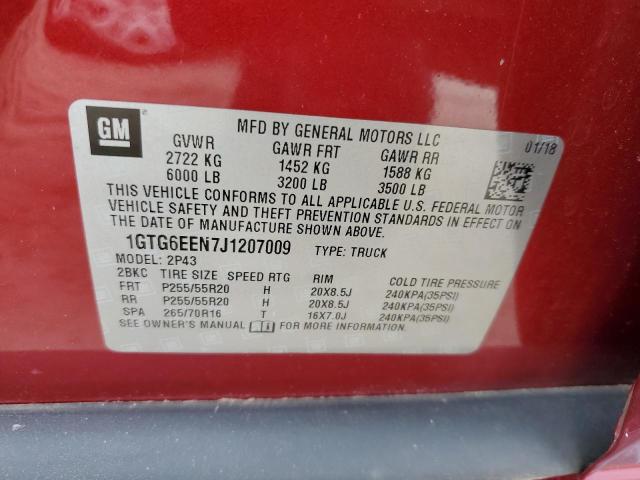 GM
MFD BY GENERAL MOTORS LLC
01/18
GVWR GAWR FRT GAWR RR
2722 KG 1452 KG 1588 KG
6000 LB 3200 LB 3500 LB
THIS VEHICLE CONFORMS TO ALL APPLICABLE U.S. FEDERAL MOTOR
VEHICLE SAFETY AND THEFT PREVENTION STANDARDS IN EFFECT ON
THE DATE OF MANUFACTURE SHOWN ABOVE.
1GTG6EEN7J1207009 TYPE: TRUCK
MODEL: 2P43
2BKC TIRE SIZE SPEED RTG RIM COLD TIRE PRESSURE
FRT P255/55R20 H 20X8.5J 240KPA(35PSI)
RR P255/55R20 H 20X8.5J 240KPA(35PSI)
SPA 265/70R16 T 16X7.0J 240KPA(35PSI)
SEE OWNER'S MANUAL FOR MORE INFORMATION.